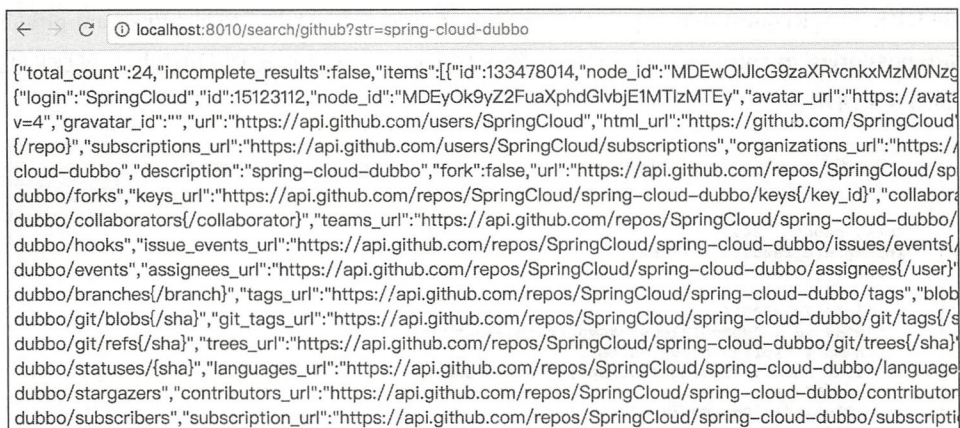 localhost:8010/search/github?str=spring-cloud-dubbo
{"total_count":24,"incomplete_results":false,"items":[{"id":133478014,"node_id":"MDEwOlJlcG9zaXRvcnkxMzM0Nzg
{"login":"SpringCloud","id":15123112,"node_id":"MDEyOk9yZ2FuaXphdGlvbjE1MTIzMTEy","avatar_url":"https://avata
v=4","gravatar_id":"","url":"https://api.github.com/users/SpringCloud","html_url":"https://github.com/SpringCloud"
{/repo}","subscriptions_url":"https://api.github.com/users/SpringCloud/subscriptions","organizations_url":"https:/
cloud-dubbo","description":"spring-cloud-dubbo","fork":false,"url":"https://api.github.com/repos/SpringCloud/sp
dubbo/forks","keys_url":"https://api.github.com/repos/SpringCloud/spring-cloud-dubbo/keys{/key_id}","collabora
dubbo/collaborators{/collaborator}","teams_url":"https://api.github.com/repos/SpringCloud/spring-cloud-dubbo/
dubbo/hooks","issue_events_url":"https://api.github.com/repos/SpringCloud/spring-cloud-dubbo/issues/events{/
dubbo/events","assignees_url":"https://api.github.com/repos/SpringCloud/spring-cloud-dubbo/assignees{/user}"
dubbo/branches{/branch}","tags_url":"https://api.github.com/repos/SpringCloud/spring-cloud-dubbo/tags","blob
dubbo/git/blobs{/sha}","git_tags_url":"https://api.github.com/repos/SpringCloud/spring-cloud-dubbo/git/tags{/s
dubbo/git/refs{/sha}","trees_url":"https://api.github.com/repos/SpringCloud/spring-cloud-dubbo/git/trees{/sha}"
dubbo/statuses/{sha}","languages_url":"https://api.github.com/repos/SpringCloud/spring-cloud-dubbo/language
dubbo/stargazers","contributors_url":"https://api.github.com/repos/SpringCloud/spring-cloud-dubbo/contributor
dubbo/subscribers","subscription_url":"https://api.github.com/repos/SpringCloud/spring-cloud-dubbo/subscripti